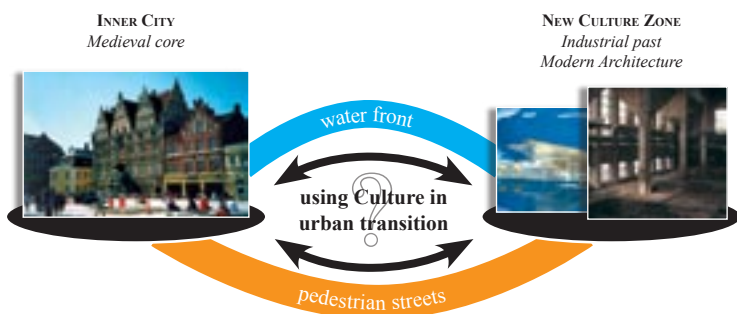 INNER CITY
Medieval core
NEW CULTURE ZONE
Industrial past
Modern Architecture
water front
?
using Culture in
urban transition
pedestrian streets